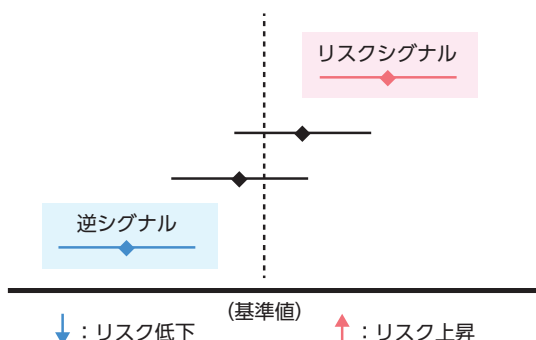 リスクシグナル
逆シグナル
(基準値)
↓：リスク低下
↑：リスク上昇